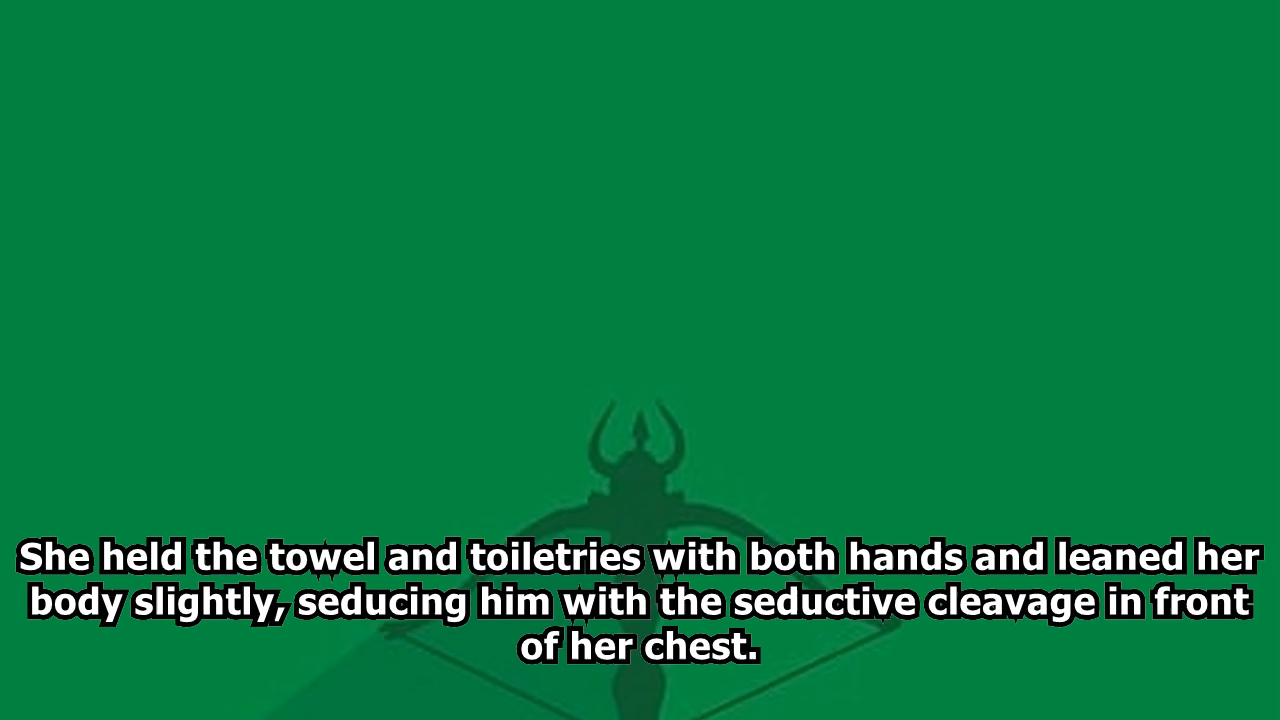 She held the towel and toiletries with both hands and leaned her
body slightly, seducing him with the seductive cleavage in front
of her chest.